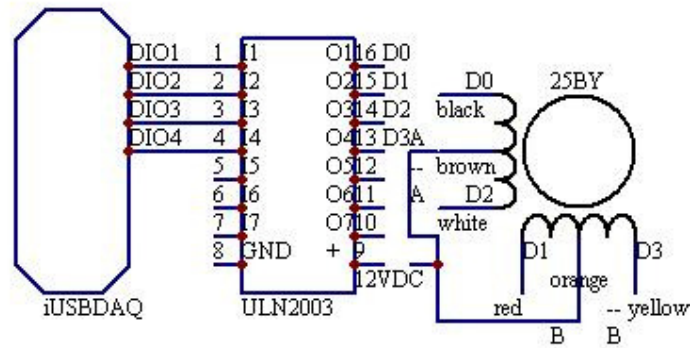 DIO1 1 I1 O1 16 D0
DIO2 2 I2 O2 15 D1
DIO3 3 I3 O3 14 D2
DIO4 4 I4 O4 13 D3
5 I5 O5 12
6 I6 O6 11
7 I7 O7 10
8 GND + 9
12VDC
iUSBDAQ
ULN2003
D0 25BY
black
A
brown
--
A D2
white
D1 D3
orange
red -- yellow
B B